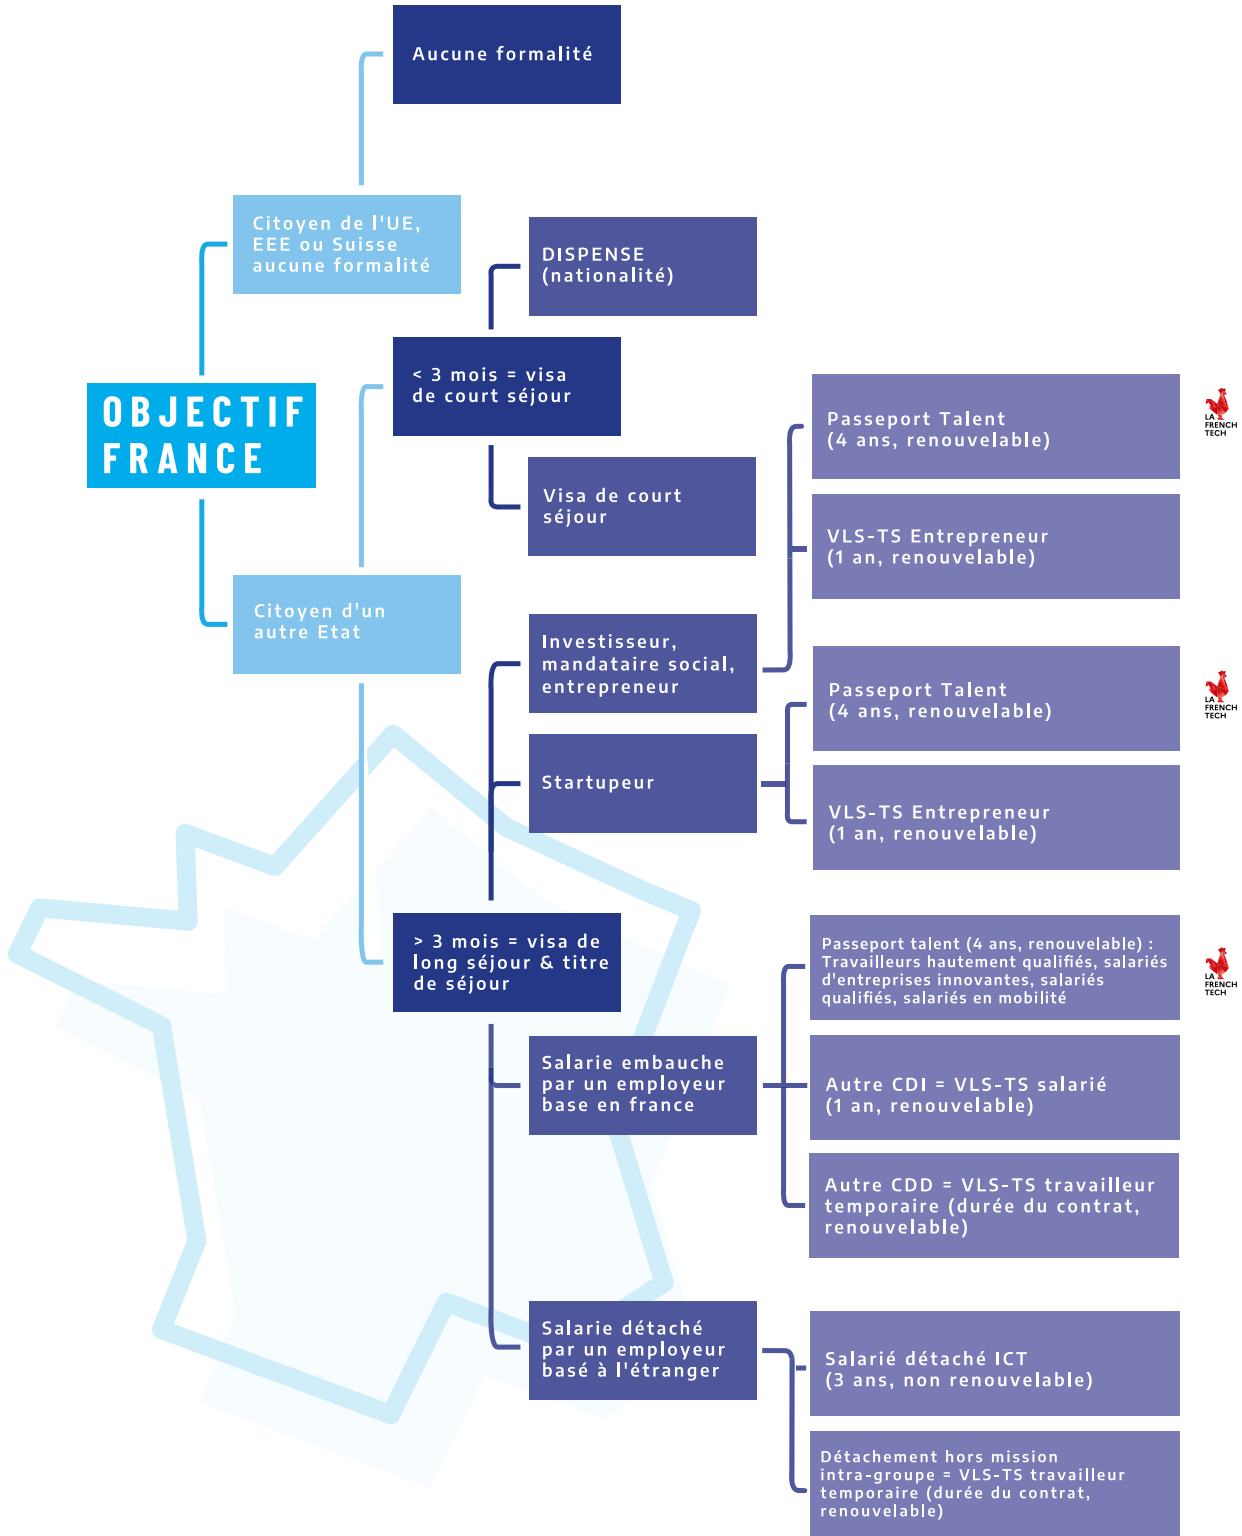 Aucune formalité
Citoyen de l'UE,
EEE ou Suisse
aucune formalité
DISPENSE
(nationalité)
< 3 mois = visa
de court séjour
OBJECTIF
FRANCE
Passeport Talent
(4 ans, renouvelable)
LA
FRENCH
TECH
Visa de court
séjour
VLS-TS Entrepreneur
(1 an, renouvelable)
Citoyen d'un
autre Etat
Investisseur,
mandataire social,
entrepreneur
Passeport Talent
(4 ans, renouvelable)
LA
FRENCH
TECH
Startupeur
VLS-TS Entrepreneur
(1 an, renouvelable)
> 3 mois = visa de
long séjour & titre
de séjour
Passeport talent (4 ans, renouvelable) :
Travailleurs hautement qualifiés, salariés
d'entreprises innovantes, salariés
qualifiés, salariés en mobilité
LA
FRENCH
TECH
Salarie embauche
par un employeur
base en france
Autre CDI = VLS-TS salarié
(1 an, renouvelable)
Autre CDD = VLS-TS travailleur
temporaire (durée du contrat,
renouvelable)
Salarie détaché
par un employeur
basé à l'étranger
Salarié détaché ICT
(3 ans, non renouvelable)
Détachement hors mission
intra-groupe = VLS-TS travailleur
temporaire (durée du contrat,
renouvelable)